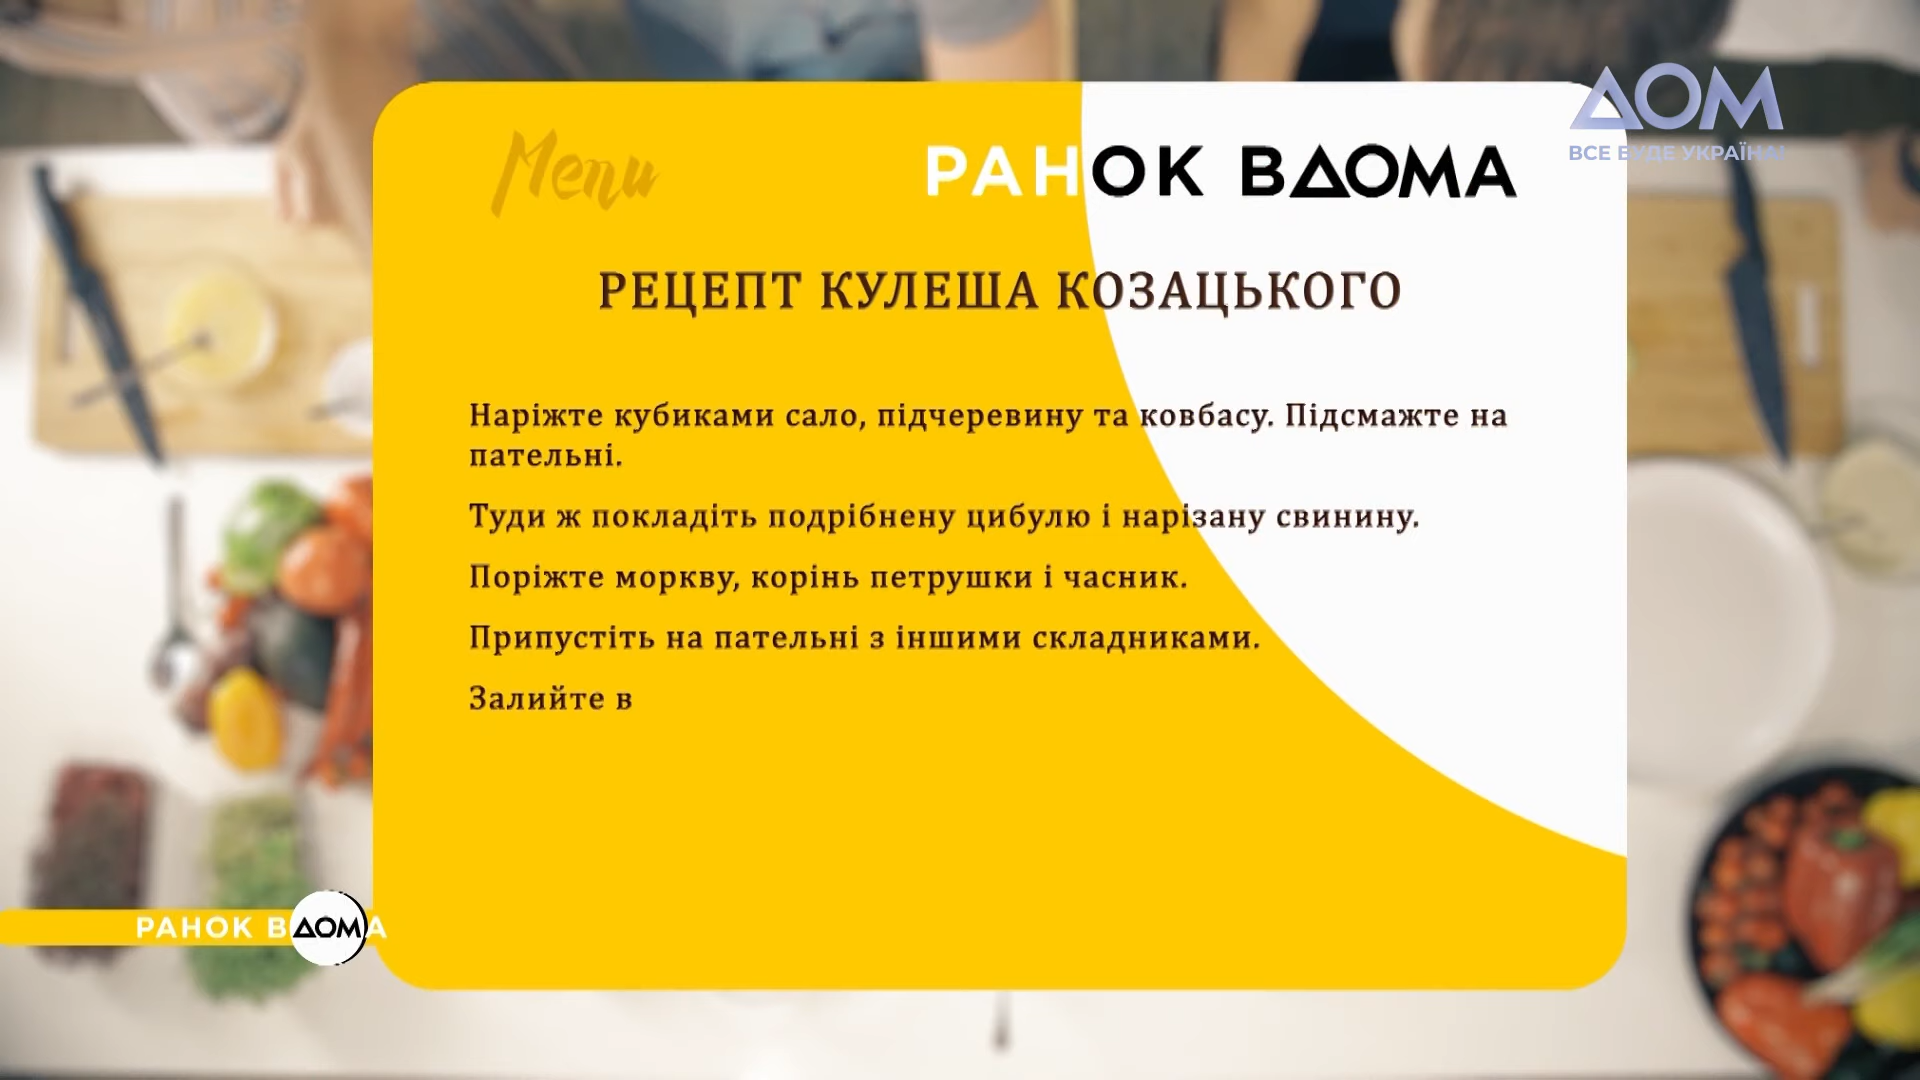 ДОМ
ВСЕ БУДЕ УКРАЇНА!
Menu
РАНОК ВДОМА
РЕЦЕПТ КУЛЕША КОЗАЦЬКОГО
Наріжте кубиками сало, підчеревину та ковбасу. Підсмажте на
пательні.
Туди ж покладіть подрібнену цибулю і нарізану свинину.
Поріжте моркву, корінь петрушки і часник.
Припустіть на пательні з іншими складниками.
Залийте в
РАНОК ВДОМА